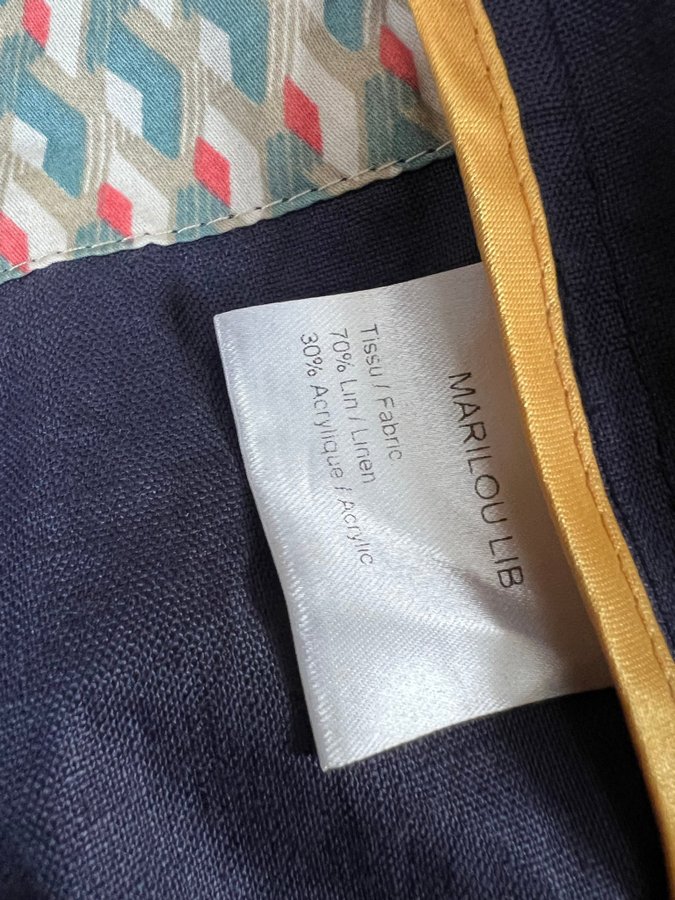 MARILOU LIB
Tissu / Fabric
70% Lin / Linen
30% Acrylique / Acrylic